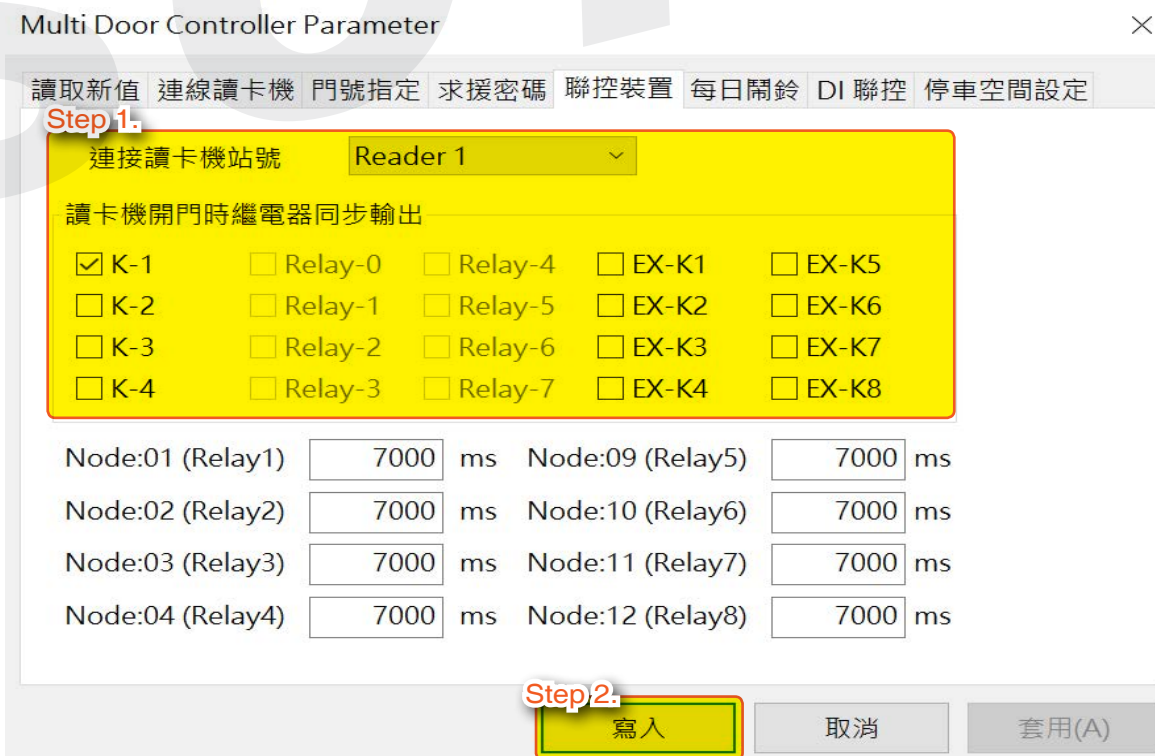 Multi Door Controller Parameter
讀取新值 連線讀卡機 門號指定 求援密碼 聯控裝置 每日鬧鈴 DI 聯控 停車空間設定
Step 1.
連接讀卡機站號 Reader 1
讀卡機開門時繼電器同步輸出
K-1 Relay-0 Relay-4 EX-K1 EX-K5
K-2 Relay-1 Relay-5 EX-K2 EX-K6
K-3 Relay-2 Relay-6 EX-K3 EX-K7
K-4 Relay-3 Relay-7 EX-K4 EX-K8
Node:01 (Relay1) 7000 ms Node:09 (Relay5) 7000 ms
Node:02 (Relay2) 7000 ms Node:10 (Relay6) 7000 ms
Node:03 (Relay3) 7000 ms Node:11 (Relay7) 7000 ms
Node:04 (Relay4) 7000 ms Node:12 (Relay8) 7000 ms
Step 2.
寫入 取消 套用(A)